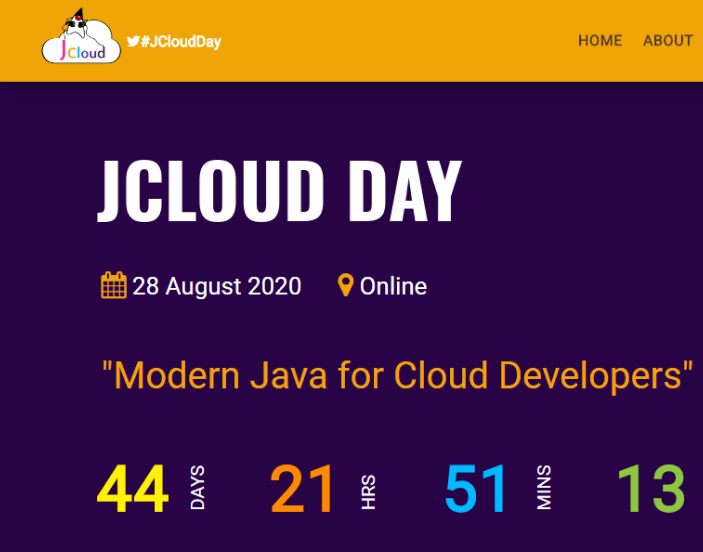 JCloud
#JCloudDay
HOME ABOUT
JCLOUD DAY
28 August 2020 Online
"Modern Java for Cloud Developers"
44 DAYS 21 HRS 51 MINS 13